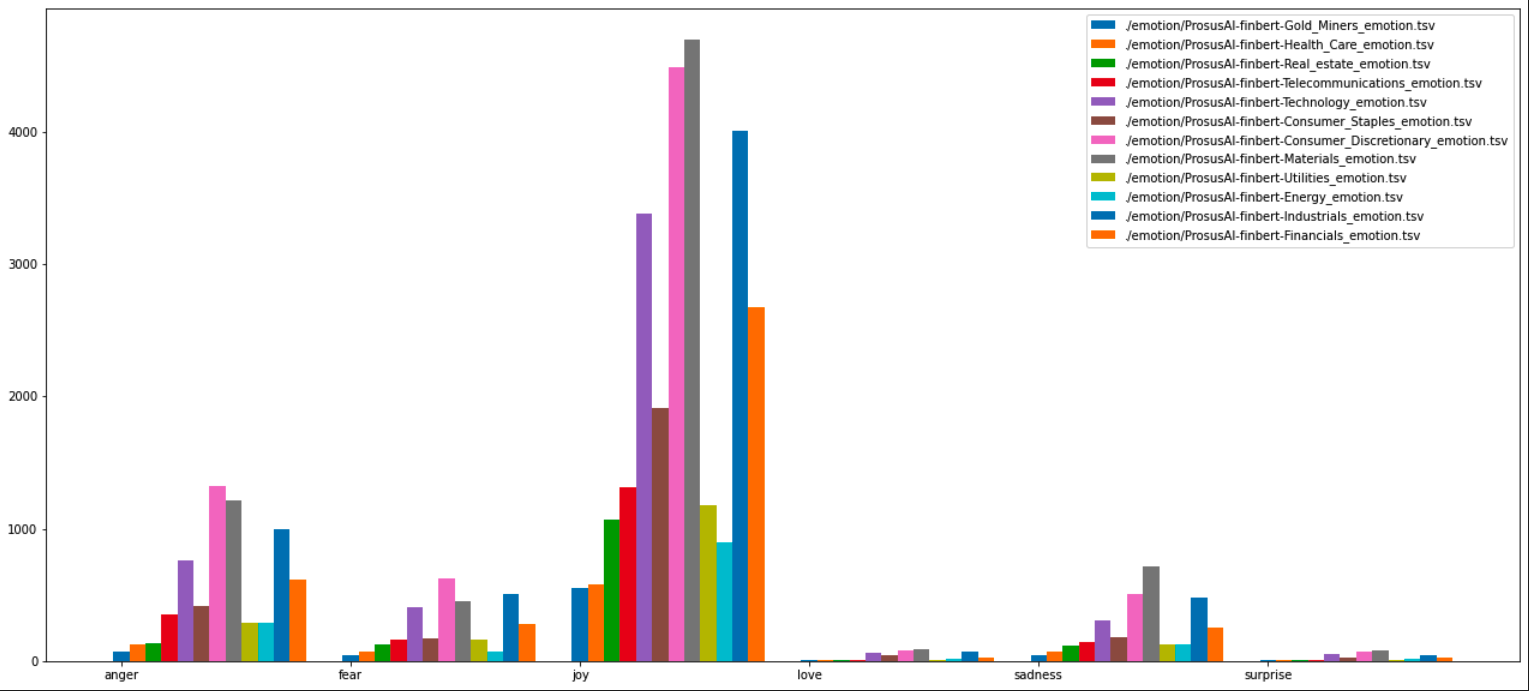 ./emotion/ProsusAI-finbert-Gold_Miners_emotion.tsv
./emotion/ProsusAI-finbert-Health_Care_emotion.tsv
./emotion/ProsusAI-finbert-Real_estate_emotion.tsv
./emotion/ProsusAI-finbert-Telecommunications_emotion.tsv
./emotion/ProsusAI-finbert-Technology_emotion.tsv
./emotion/ProsusAI-finbert-Consumer_Staples_emotion.tsv
./emotion/ProsusAI-finbert-Consumer_Discretionary_emotion.tsv
./emotion/ProsusAI-finbert-Materials_emotion.tsv
./emotion/ProsusAI-finbert-Utilities_emotion.tsv
./emotion/ProsusAI-finbert-Energy_emotion.tsv
./emotion/ProsusAI-finbert-Industrials_emotion.tsv
./emotion/ProsusAI-finbert-Financials_emotion.tsv
4000
3000
2000
1000
0
anger fear joy love sadness surprise